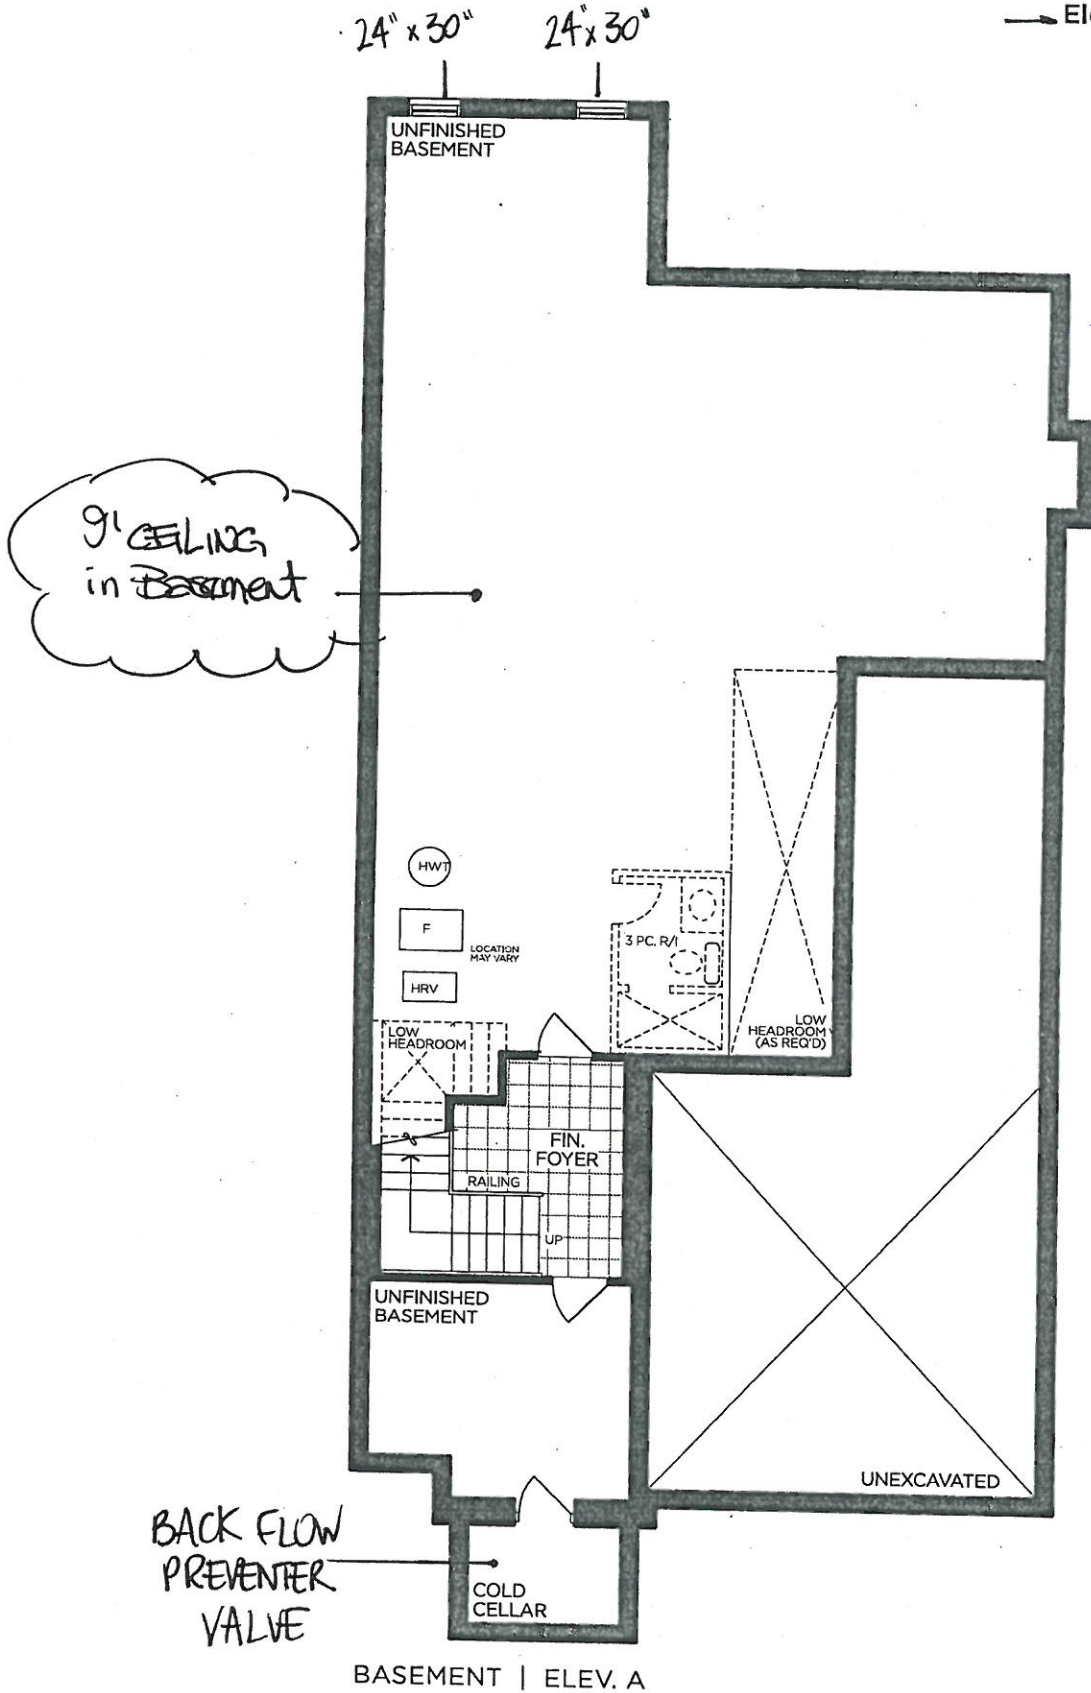 24" x 30" 24" x 30"
UNFINISHED
BASEMENT
9' CEILING
in Basement
HWT
F
LOCATION
MAY VARY
HRV
3 PC. R/I
LOW
HEADROOM
(AS REQ'D)
LOW
HEADROOM
FIN.
FOYER
RAILING
UP
UNFINISHED
BASEMENT
UNEXCAVATED
BACK FLOW
PREVENTER
VALVE
COLD
CELLAR
BASEMENT | ELEV. A